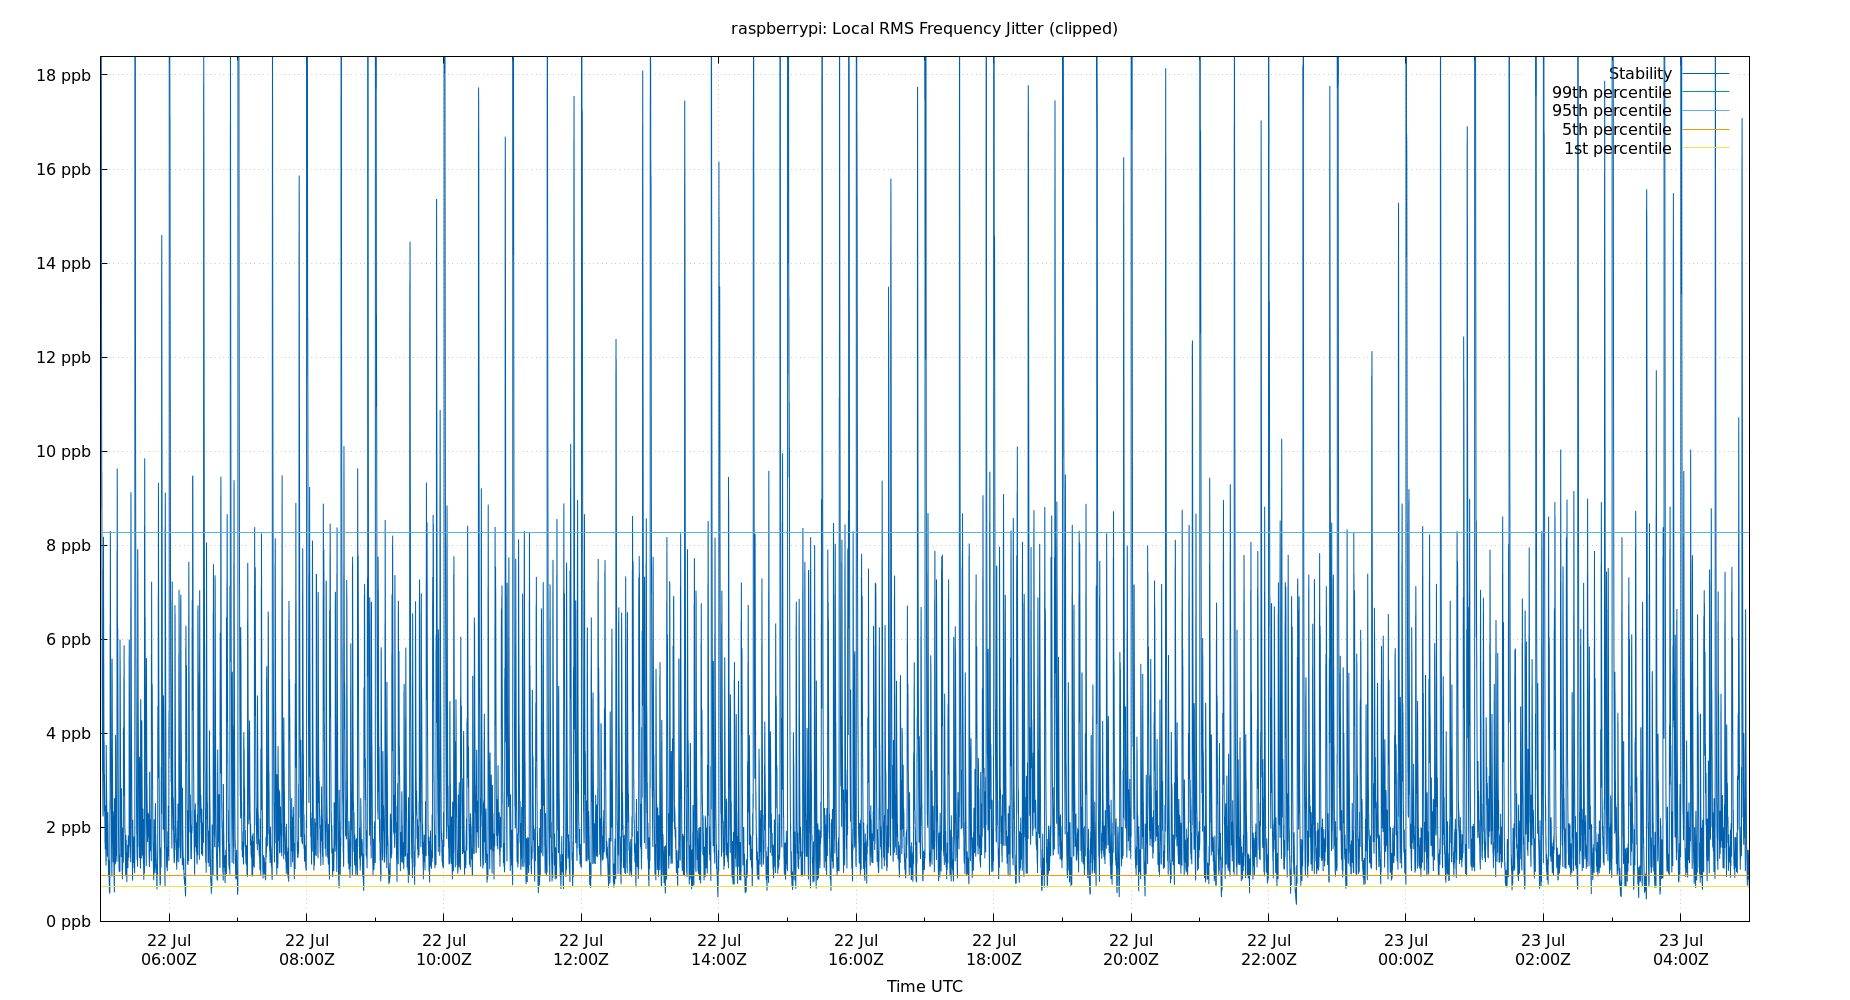 raspberrypi: Local RMS Frequency Jitter (clipped)
18 ppb
16 ppb
14 ppb
12 ppb
10 ppb
8 ppb
6 ppb
4 ppb
2 ppb
0 ppb
Stability
99th percentile
95th percentile
5th percentile
1st percentile
22 Jul 22 Jul 22 Jul 22 Jul 22 Jul 22 Jul 22 Jul 22 Jul 22 Jul 23 Jul 23 Jul 23 Jul
06:00Z 08:00Z 10:00Z 12:00Z 14:00Z 16:00Z 18:00Z 20:00Z 22:00Z 00:00Z 02:00Z 04:00Z
Time UTC